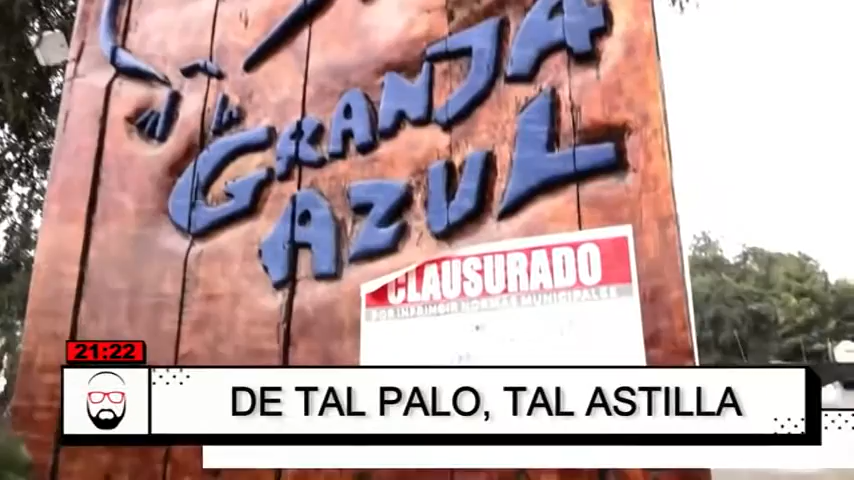 GRANJA
AZUL
CLAUSURADO
POR INFRINGIR NORMAS MUNICIPALES
21:22
DE TAL PALO, TAL ASTILLA